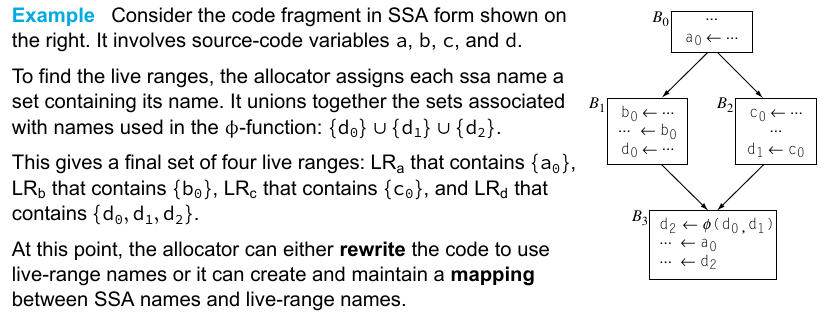 Example Consider the code fragment in SSA form shown on
the right. It involves source-code variables a, b, c, and d.
To find the live ranges, the allocator assigns each ssa name a
set containing its name. It unions together the sets associated
with names used in the ϕ-function: {d₀} ∪ {d₁} ∪ {d₂}.
This gives a final set of four live ranges: LRₐ that contains {a₀},
LR_b that contains {b₀}, LR_c that contains {c₀}, and LR_d that
contains {d₀, d₁, d₂}.
At this point, the allocator can either rewrite the code to use
live-range names or it can create and maintain a mapping
between SSA names and live-range names.
B₀
...
a₀ ← ...
B₁
b₀ ← ...
... ← b₀
d₀ ← ...
B₂
c₀ ← ...
...
d₁ ← c₀
B₃
d₂ ← ϕ(d₀,d₁)
... ← a₀
... ← d₂